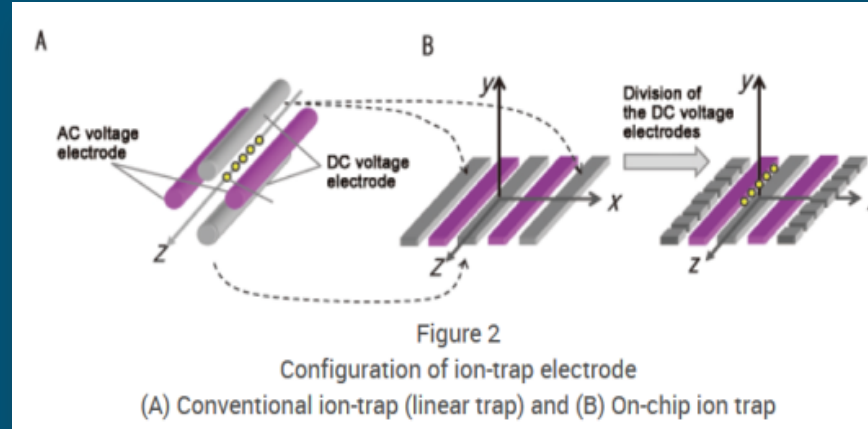 A
B
AC voltage
electrode
DC voltage
electrode
Z
y
x
Z
Division of
the DC voltage
electrodes
y
z
Figure 2
Configuration of ion-trap electrode
(A) Conventional ion-trap (linear trap) and (B) On-chip ion trap